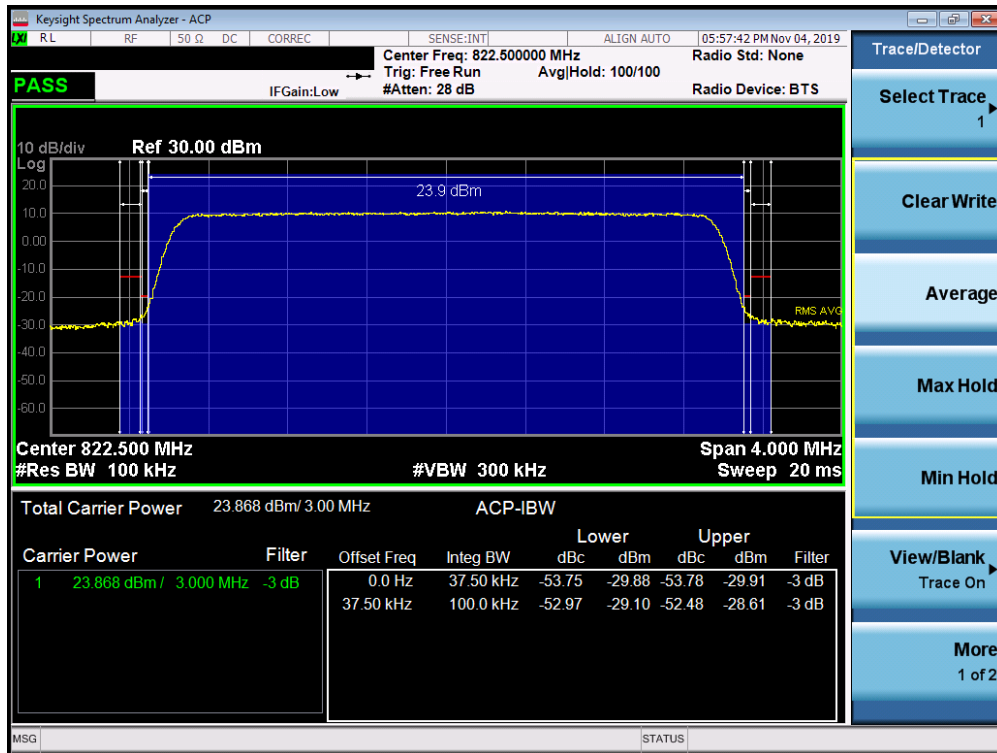 Keysight Spectrum Analyzer - ACP
LXI RL RF 50 Ω DC CORREC SENSE:INT ALIGN AUTO 05:57:42 PM Nov 04, 2019
Center Freq: 822.500000 MHz Radio Std: None
Trig: Free Run Avg|Hold: 100/100
PASS IFGain:Low #Atten: 28 dB Radio Device: BTS
10 dB/div Ref 30.00 dBm
Log
20.0
23.9 dBm
10.0
0.00
-10.0
-20.0
RMS AVG
-30.0
-40.0
-50.0
-60.0
Center 822.500 MHz Span 4.000 MHz
#Res BW 100 kHz #VBW 300 kHz Sweep 20 ms
Total Carrier Power 23.868 dBm/ 3.00 MHz ACP-IBW
Lower Upper
Carrier Power Filter Offset Freq Integ BW dBc dBm dBc dBm Filter
1 23.868 dBm / 3.000 MHz -3 dB 0.0 Hz 37.50 kHz -53.75 -29.88 -53.78 -29.91 -3 dB
37.50 kHz 100.0 kHz -52.97 -29.10 -52.48 -28.61 -3 dB
MSG STATUS
Trace/Detector
Select Trace
1
Clear Write
Average
Max Hold
Min Hold
View/Blank
Trace On
More
1 of 2